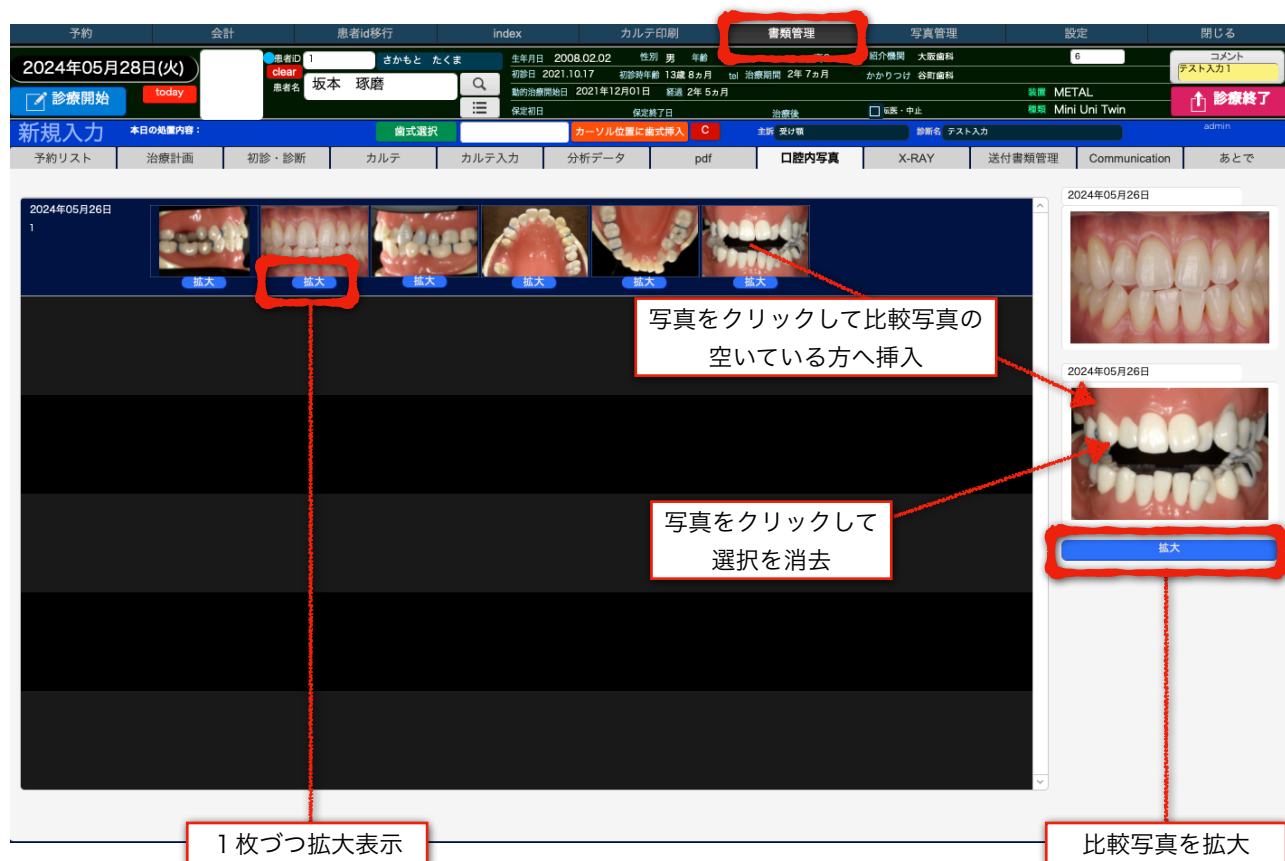 予約 会計 患者id移行 index カルテ印刷 書類管理 写真管理 設定 閉じる
2024年05月28日(火)
診療開始
today
患者ID 1 さかもと たくま
clear
患者名 坂本 琢磨
生年月日 2008.02.02 性別 男 年齢
初診日 2021.10.17 初診時年齢 13歳 8ヵ月 tel 治療期間 2年 7ヵ月
動的治療開始日 2021年12月01日 経過 2年 5ヵ月
保定初日 保定終了日 治療後
紹介機関 大阪歯科
かかりつけ 谷町歯科
転医・中止
6
装置 METAL
種類 Mini Uni Twin
コメント
テスト入力1
診療終了
新規入力 本日の処置内容: 歯式選択 カーソル位置に歯式挿入 C 主訴 受け顎 診断名 テスト入力 admin
予約リスト 治療計画 初診・診断 カルテ カルテ入力 分析データ pdf 口腔内写真 X-RAY 送付書類管理 Communication あとで
2024年05月26日
1
拡大 拡大 拡大 拡大 拡大 拡大
2024年05月26日
写真をクリックして比較写真の
空いている方へ挿入
2024年05月26日
写真をクリックして
選択を消去
拡大
1枚づつ拡大表示
比較写真を拡大